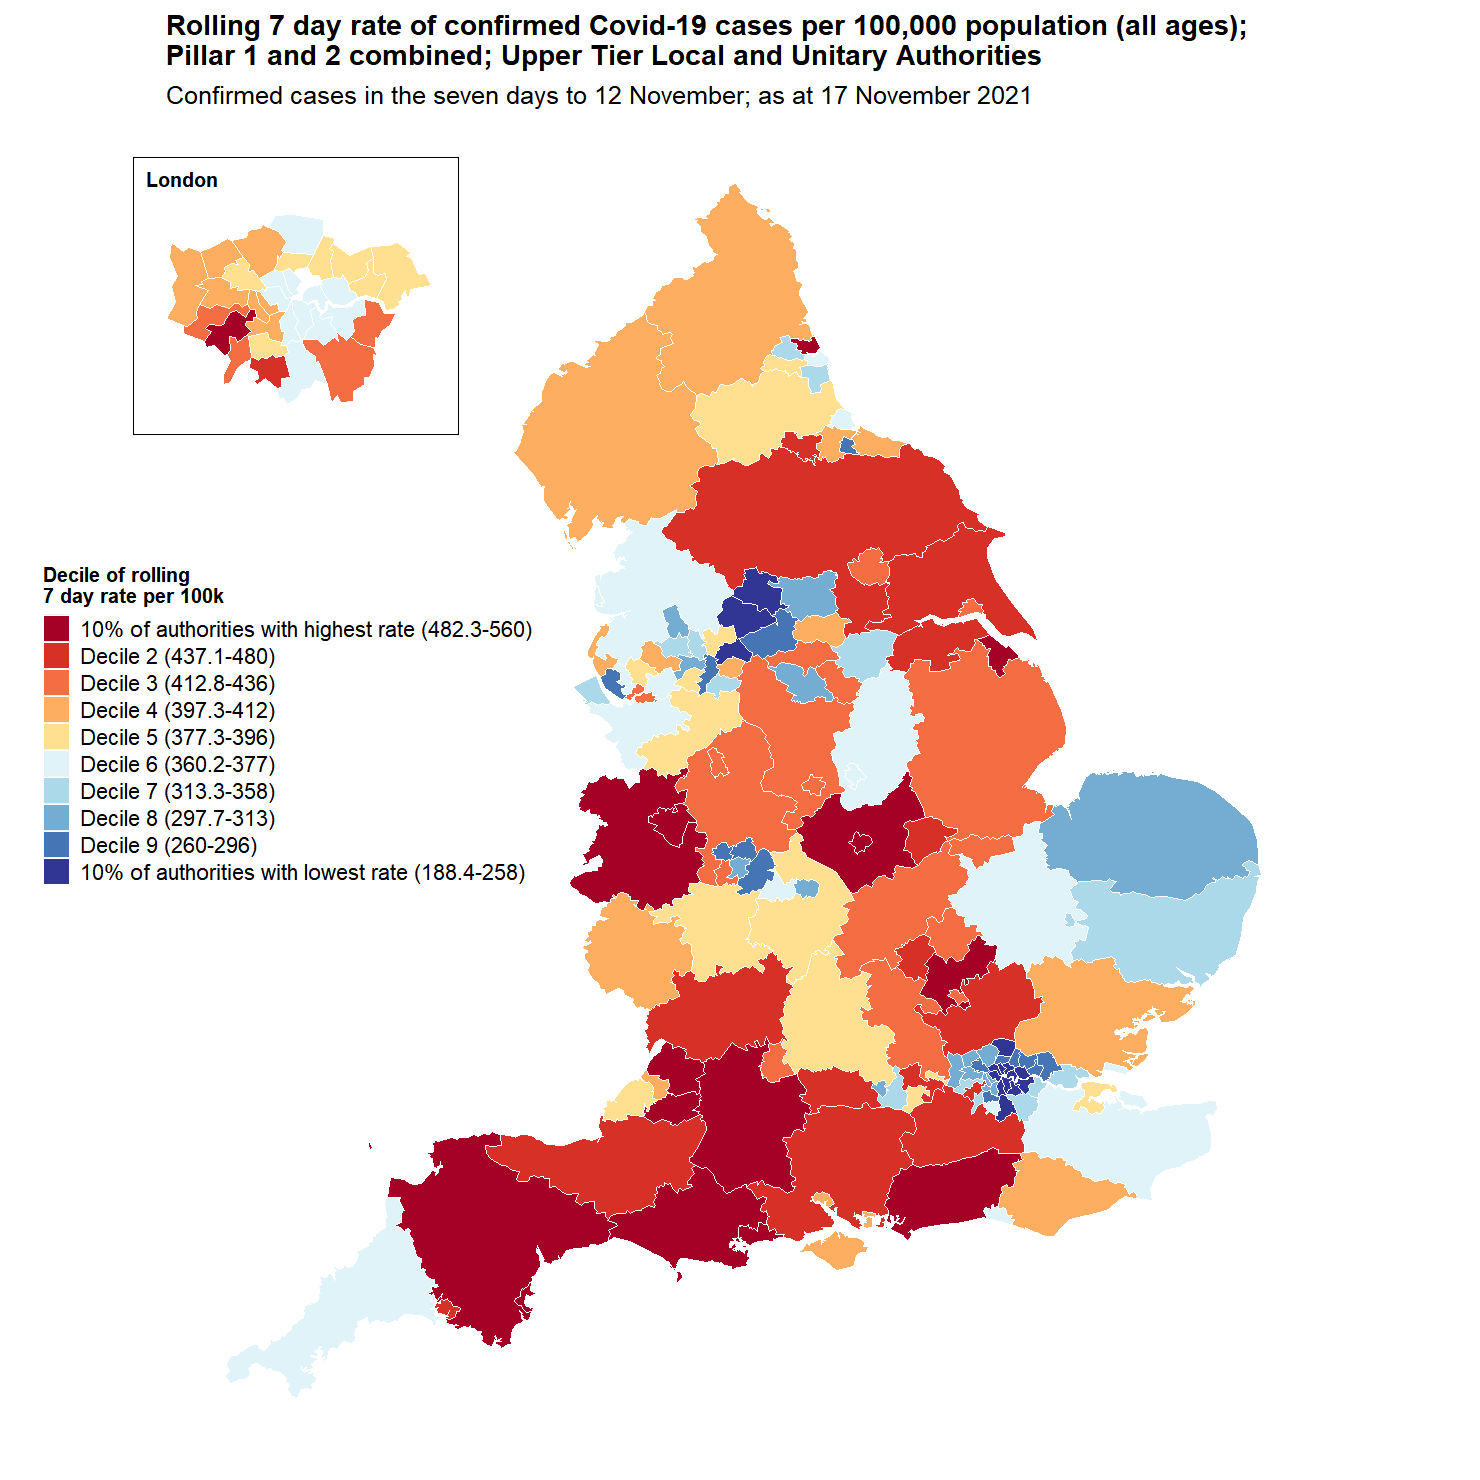 Rolling 7 day rate of confirmed Covid-19 cases per 100,000 population (all ages);
Pillar 1 and 2 combined; Upper Tier Local and Unitary Authorities
Confirmed cases in the seven days to 12 November; as at 17 November 2021
London
Decile of rolling
7 day rate per 100k
10% of authorities with highest rate (482.3-560)
Decile 2 (437.1-480)
Decile 3 (412.8-436)
Decile 4 (397.3-412)
Decile 5 (377.3-396)
Decile 6 (360.2-377)
Decile 7 (313.3-358)
Decile 8 (297.7-313)
Decile 9 (260-296)
10% of authorities with lowest rate (188.4-258)